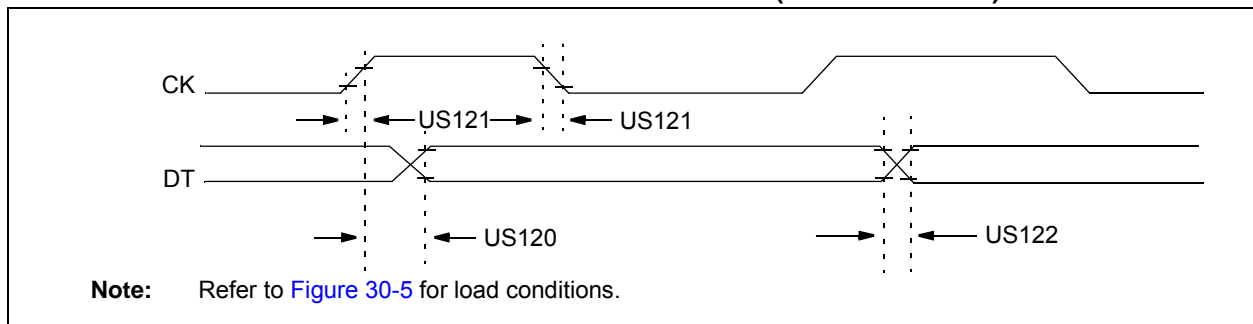 CK
US121
US121
DT
US120
US122
Note: Refer to Figure 30-5 for load conditions.